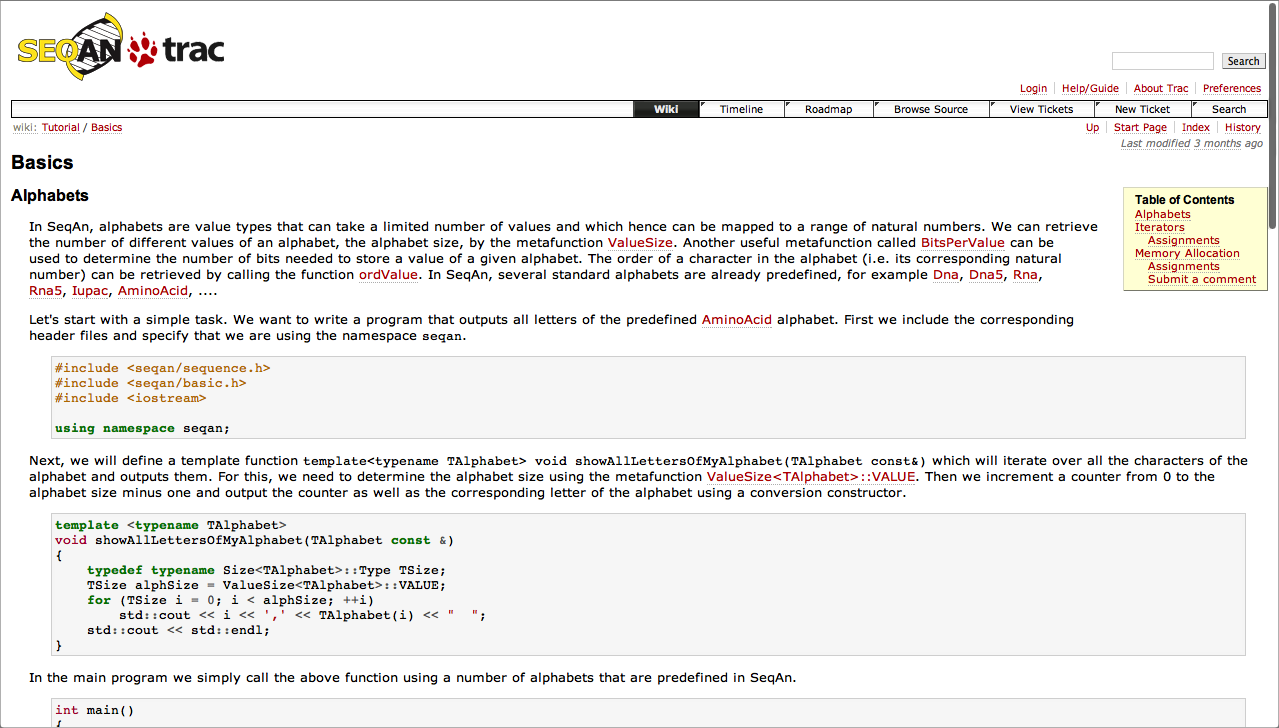 SEQAN trac
Search
Login Help/Guide About Trac Preferences
Wiki Timeline Roadmap Browse Source View Tickets New Ticket Search
wiki: Tutorial / Basics
Up Start Page Index History
Last modified 3 months ago
Basics
Alphabets
In SeqAn, alphabets are value types that can take a limited number of values and which hence can be mapped to a range of natural numbers. We can retrieve
the number of different values of an alphabet, the alphabet size, by the metafunction ValueSize. Another useful metafunction called BitsPerValue can be
used to determine the number of bits needed to store a value of a given alphabet. The order of a character in the alphabet (i.e. its corresponding natural
number) can be retrieved by calling the function ordValue. In SeqAn, several standard alphabets are already predefined, for example Dna, Dna5, Rna,
Rna5, Iupac, AminoAcid, ....
Table of Contents
Alphabets
Iterators
Assignments
Memory Allocation
Assignments
Submit a comment
Let's start with a simple task. We want to write a program that outputs all letters of the predefined AminoAcid alphabet. First we include the corresponding
header files and specify that we are using the namespace seqan.
#include <seqan/sequence.h>
#include <seqan/basic.h>
#include <iostream>
using namespace seqan;
Next, we will define a template function template<typename TAlphabet> void showAllLettersOfMyAlphabet(TAlphabet const&) which will iterate over all the characters of the
alphabet and outputs them. For this, we need to determine the alphabet size using the metafunction ValueSize<TAlphabet>::VALUE. Then we increment a counter from 0 to the
alphabet size minus one and output the counter as well as the corresponding letter of the alphabet using a conversion constructor.
template <typename TAlphabet>
void showAllLettersOfMyAlphabet(TAlphabet const &)
{
    typedef typename Size<TAlphabet>::Type TSize;
    TSize alphSize = ValueSize<TAlphabet>::VALUE;
    for (TSize i = 0; i < alphSize; ++i)
        std::cout << i << ',' << TAlphabet(i) << "  ";
    std::cout << std::endl;
}
In the main program we simply call the above function using a number of alphabets that are predefined in SeqAn.
int main()
{